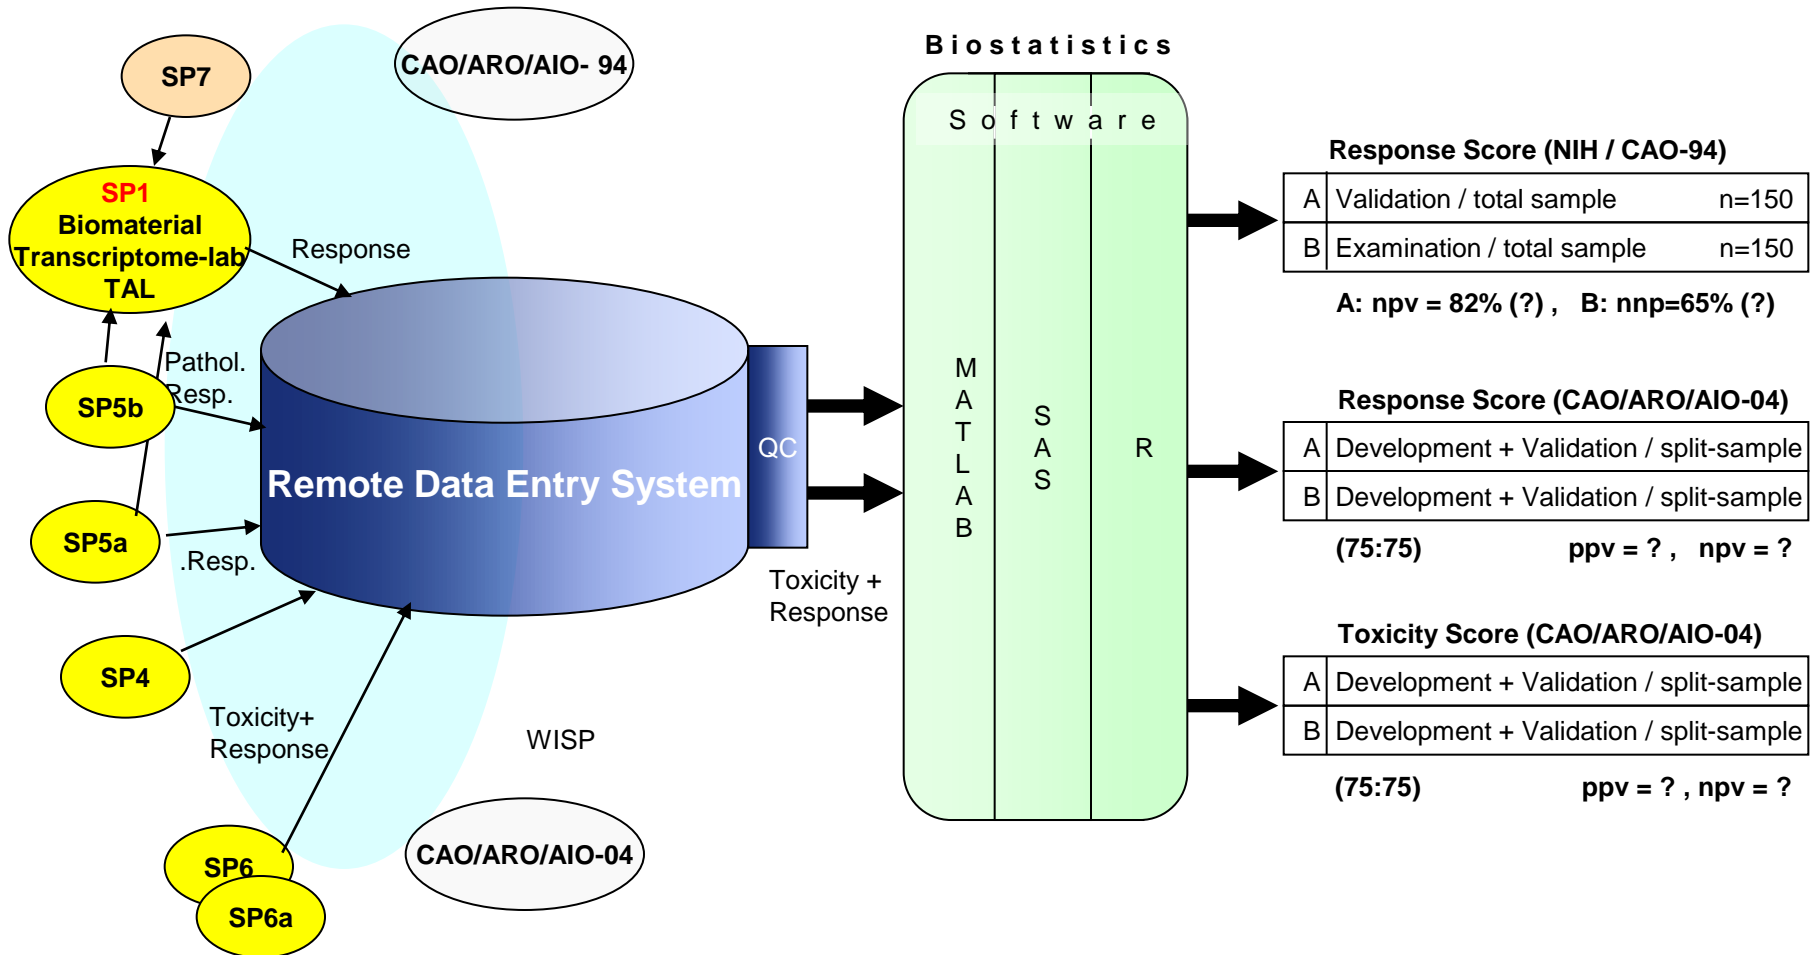 SP7
CAO/ARO/AIO- 94
SP1
Biomaterial
Transcriptome-lab
TAL
Response
Pathol.
Resp.
SP5b
SP5a
.Resp.
SP4
Toxicity+
Response
SP6
SP6a
WISP
CAO/ARO/AIO-04
Remote Data Entry System
QC
Toxicity +
Response
Biostatistics
Software
MATLAB
SAS
R
Response Score (NIH / CAO-94)
A Validation / total sample n=150
B Examination / total sample n=150
A: npv = 82% (?) , B: nnp=65% (?)
Response Score (CAO/ARO/AIO-04)
A Development + Validation / split-sample
B Development + Validation / split-sample
(75:75) ppv = ? , npv = ?
Toxicity Score (CAO/ARO/AIO-04)
A Development + Validation / split-sample
B Development + Validation / split-sample
(75:75) ppv = ? , npv = ?